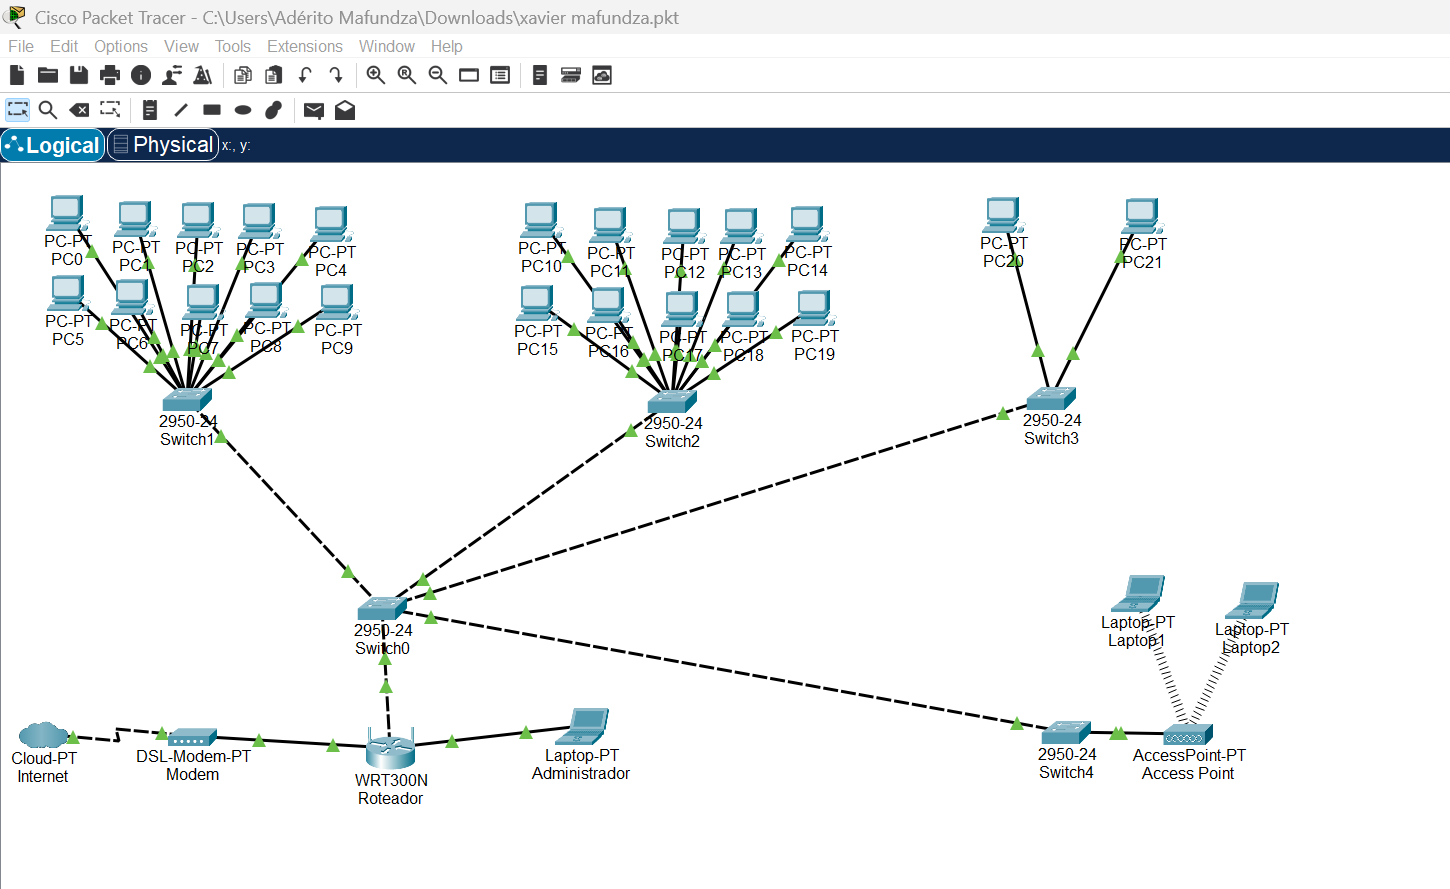 Cisco Packet Tracer - C:\Users\Adérito Mafundza\Downloads\xavier mafundza.pkt
File Edit Options View Tools Extensions Window Help
Logical Physical x:, y:
PC-PT
PC0
PC-PT
PC1
PC-PT
PC2
PC-PT
PC3
PC-PT
PC4
PC-PT
PC5
PC-PT
PC6
PC-PT
PC7
PC-PT
PC8
PC-PT
PC9
2950-24
Switch1
PC-PT
PC10
PC-PT
PC11
PC-PT
PC12
PC-PT
PC13
PC-PT
PC14
PC-PT
PC15
PC-PT
PC16
PC-PT
PC17
PC-PT
PC18
PC-PT
PC19
2950-24
Switch2
PC-PT
PC20
PC-PT
PC21
2950-24
Switch3
2950-24
Switch0
Laptop-PT
Laptop1
Laptop-PT
Laptop2
Cloud-PT
Internet
DSL-Modem-PT
Modem
WRT300N
Roteador
Laptop-PT
Administrador
2950-24
Switch4
AccessPoint-PT
Access Point